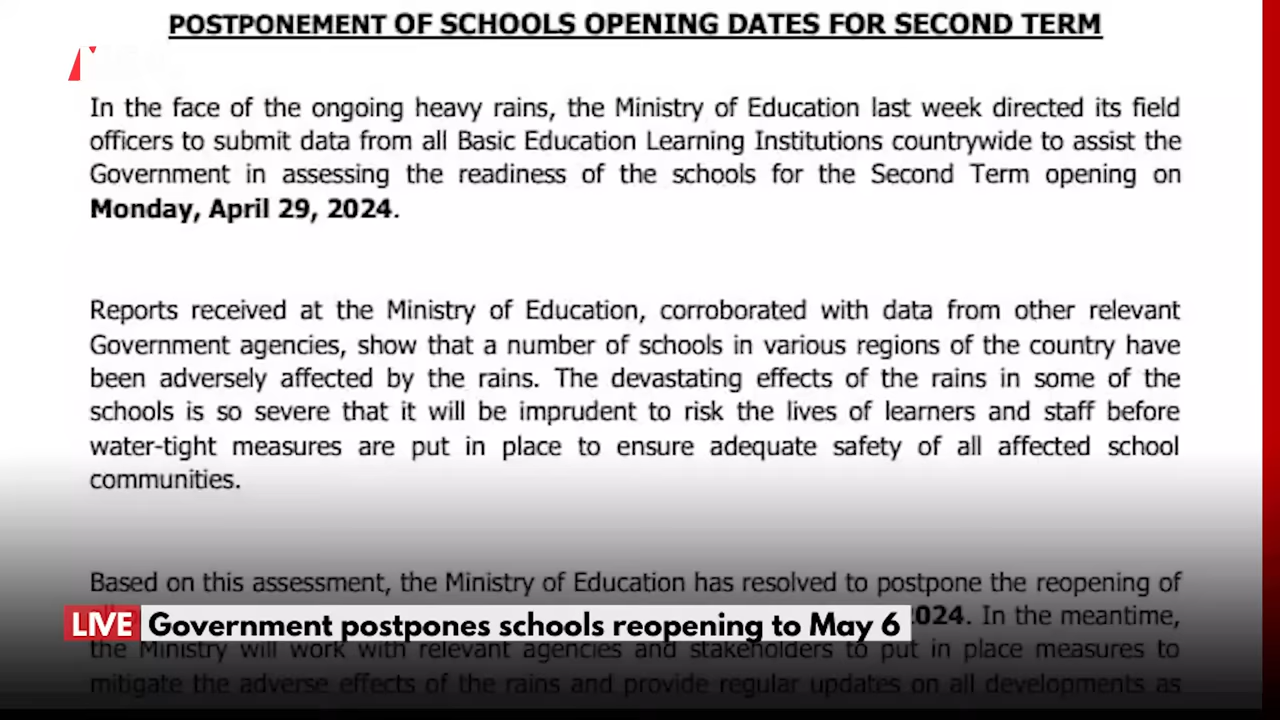 POSTPONEMENT OF SCHOOLS OPENING DATES FOR SECOND TERM
In the face of the ongoing heavy rains, the Ministry of Education last week directed its field
officers to submit data from all Basic Education Learning Institutions countrywide to assist the
Government in assessing the readiness of the schools for the Second Term opening on
Monday, April 29, 2024.
Reports received at the Ministry of Education, corroborated with data from other relevant
Government agencies, show that a number of schools in various regions of the country have
been adversely affected by the rains. The devastating effects of the rains in some of the
schools is so severe that it will be imprudent to risk the lives of learners and staff before
water-tight measures are put in place to ensure adequate safety of all affected school
communities.
Based on this assessment, the Ministry of Education has resolved to postpone the reopening of
2024. In the meantime,
LIVE Government postpones schools reopening to May 6
the Ministry will work with relevant agencies and stakeholders to put in place measures to
mitigate the adverse effects of the rains and provide regular updates on all developments as